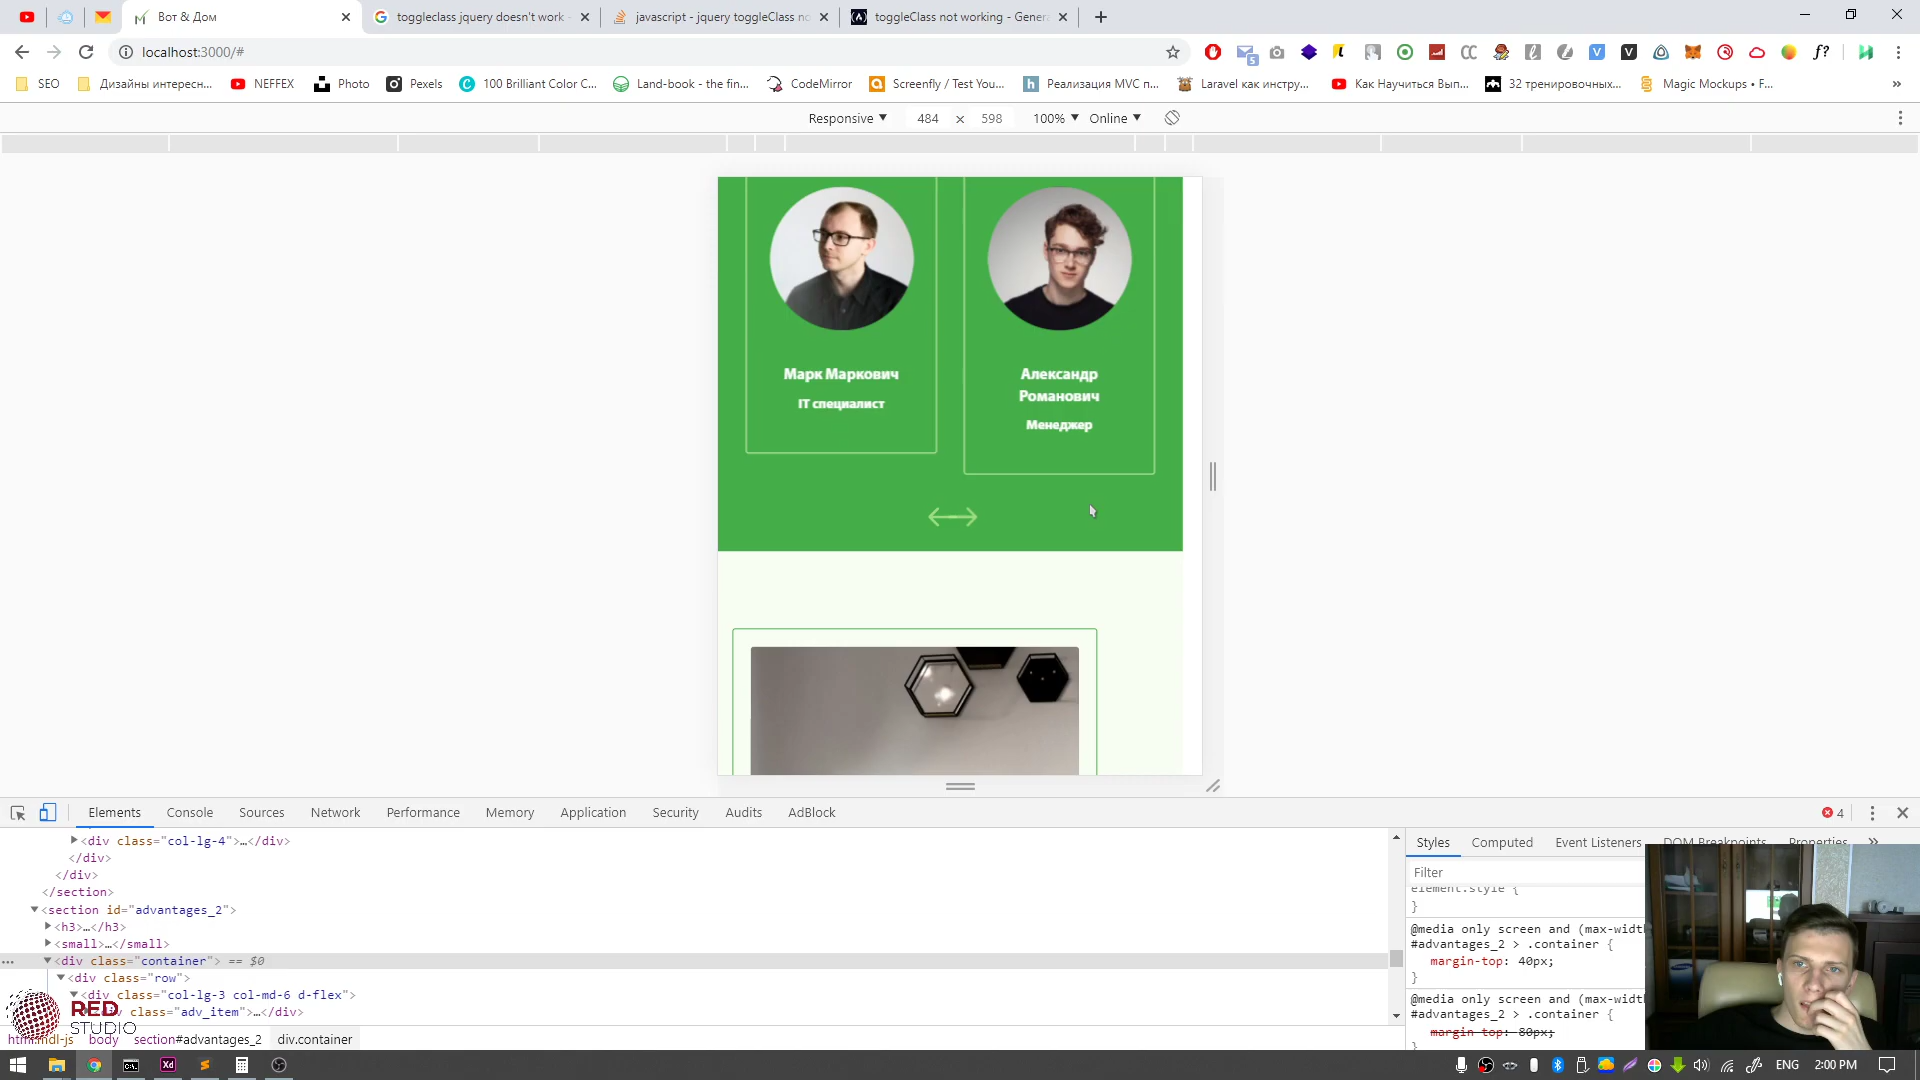 Вот & Дом
toggleclass jquery doesn't work -
javascript - jquery toggleClass no
toggleClass not working - Genera
localhost:3000/#
SEO
Дизайны интересн...
NEFFEX
Photo
Pexels
100 Brilliant Color C...
Land-book - the fin...
CodeMirror
Screenfly / Test You...
Реализация MVC п...
Laravel как инстру...
Как Научиться Вып...
32 тренировочных...
Magic Mockups • F...
»
Responsive
484 × 598
100%
Online
Марк Маркович
IT специалист
Александр
Романович
Менеджер
Elements Console Sources Network Performance Memory Application Security Audits AdBlock
4
<div class="col-lg-4">…</div>
</div>
</div>
</section>
<section id="advantages_2">
<h3>…</h3>
<small>…</small>
<div class="container"> == $0
<div class="row">
<div class="col-lg-3 col-md-6 d-flex">
class="adv_item">…</div>
body section#advantages_2 div.container
Styles Computed Event Listeners DOM Breakpoints Properties »
Filter
element.style {
}
@media only screen and (max-width
#advantages_2 > .container {
margin-top: 40px;
}
@media only screen and (max-width
#advantages_2 > .container {
margin-top: 80px;
}
RED
STUDIO
ENG
2:00 PM